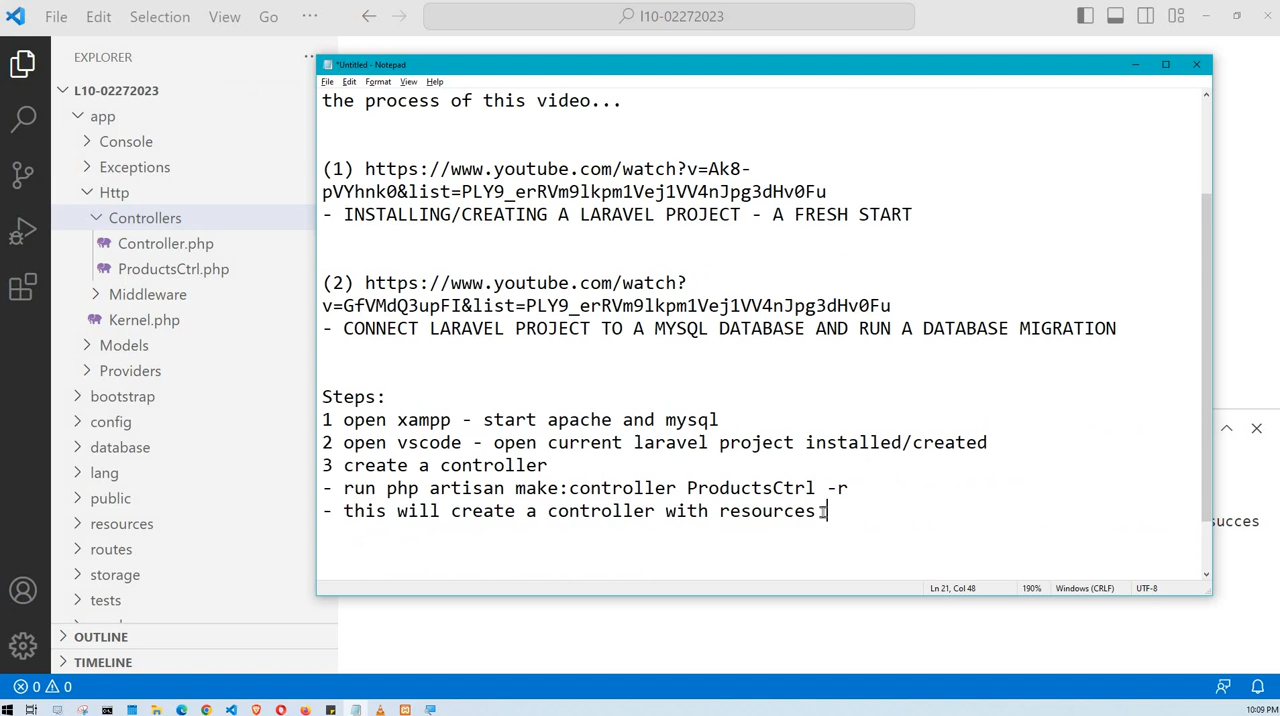 File Edit Selection View Go ··· l10-02272023
EXPLORER ··
L10-02272023
app
Console
Exceptions
Http
Controllers
Controller.php
ProductsCtrl.php
Middleware
Kernel.php
Models
Providers
bootstrap
config
database
lang
public
resources
routes
storage
tests
OUTLINE
TIMELINE
*Untitled - Notepad
File Edit Format View Help
the process of this video...
(1) https://www.youtube.com/watch?v=Ak8-
pVYhnk0&list=PLY9_erRVm9lkpm1Vej1VV4nJpg3dHv0Fu
- INSTALLING/CREATING A LARAVEL PROJECT - A FRESH START
(2) https://www.youtube.com/watch?
v=GfVMdQ3upFI&list=PLY9_erRVm9lkpm1Vej1VV4nJpg3dHv0Fu
- CONNECT LARAVEL PROJECT TO A MYSQL DATABASE AND RUN A DATABASE MIGRATION
Steps:
1 open xampp - start apache and mysql
2 open vscode - open current laravel project installed/created
3 create a controller
- run php artisan make:controller ProductsCtrl -r
- this will create a controller with resources
Ln 21, Col 48 190% Windows (CRLF) UTF-8
succes
0 0
10:09 PM